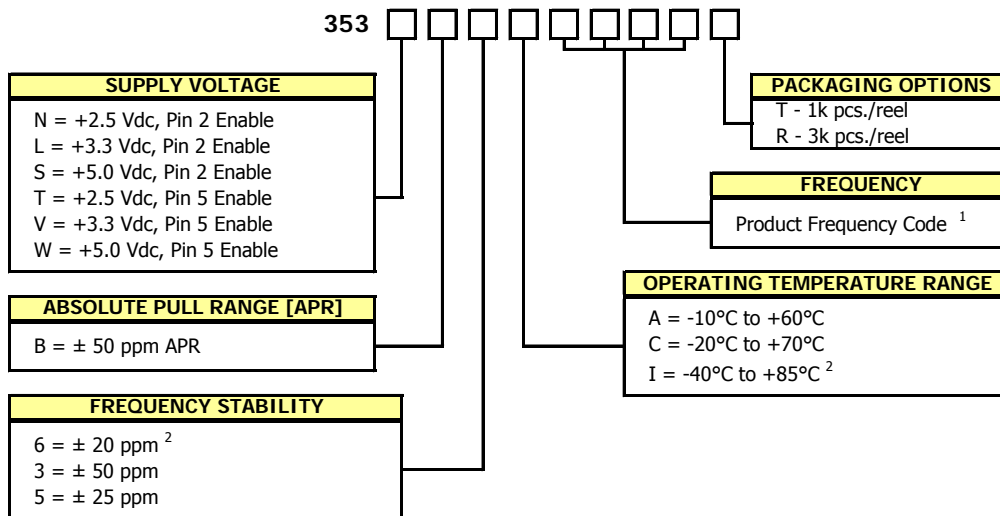 353
SUPPLY VOLTAGE
N = +2.5 Vdc, Pin 2 Enable
L = +3.3 Vdc, Pin 2 Enable
S = +5.0 Vdc, Pin 2 Enable
T = +2.5 Vdc, Pin 5 Enable
V = +3.3 Vdc, Pin 5 Enable
W = +5.0 Vdc, Pin 5 Enable
ABSOLUTE PULL RANGE [APR]
B = ± 50 ppm APR
FREQUENCY STABILITY
6 = ± 20 ppm ²
3 = ± 50 ppm
5 = ± 25 ppm
PACKAGING OPTIONS
T - 1k pcs./reel
R - 3k pcs./reel
FREQUENCY
Product Frequency Code ¹
OPERATING TEMPERATURE RANGE
A = -10°C to +60°C
C = -20°C to +70°C
I = -40°C to +85°C ²